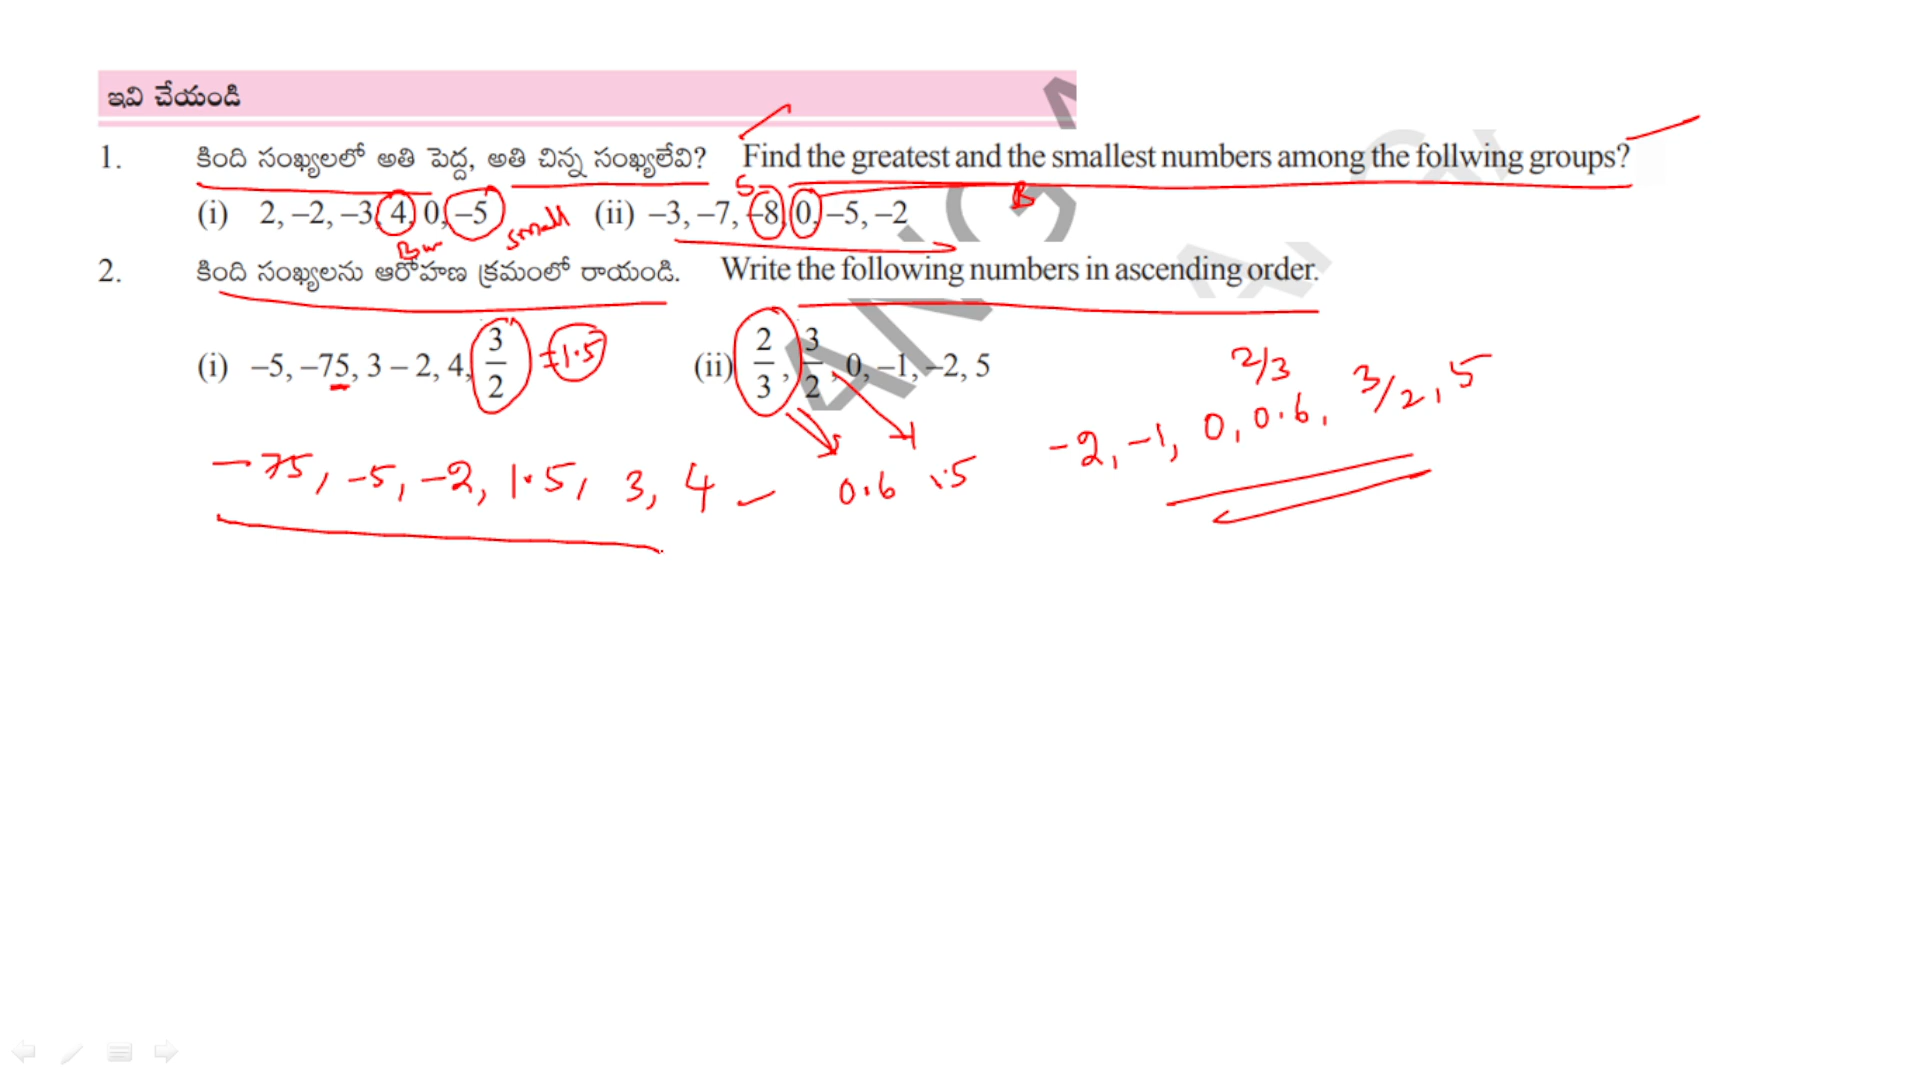 ఇవి చేయండి
1. కింది సంఖ్యలలో అతి పెద్ద, అతి చిన్న సంఖ్యలేవి? Find the greatest and the smallest numbers among the follwing groups?
S B
(i) 2, –2, –3, 4, 0, –5 small (ii) –3, –7, –8, 0, –5, –2
2. కింది సంఖ్యలను ఆరోహణ క్రమంలో రాయండి. Write the following numbers in ascending order.
(i) –5, –75, 3 – 2, 4, 3/2 = 1.5 (ii) 2/3, 3/2, 0, –1, –2, 5
2/3
-2, -1, 0, 0.6, 3/2, 5
-75, -5, -2, 1.5, 3, 4 0.6 1.5